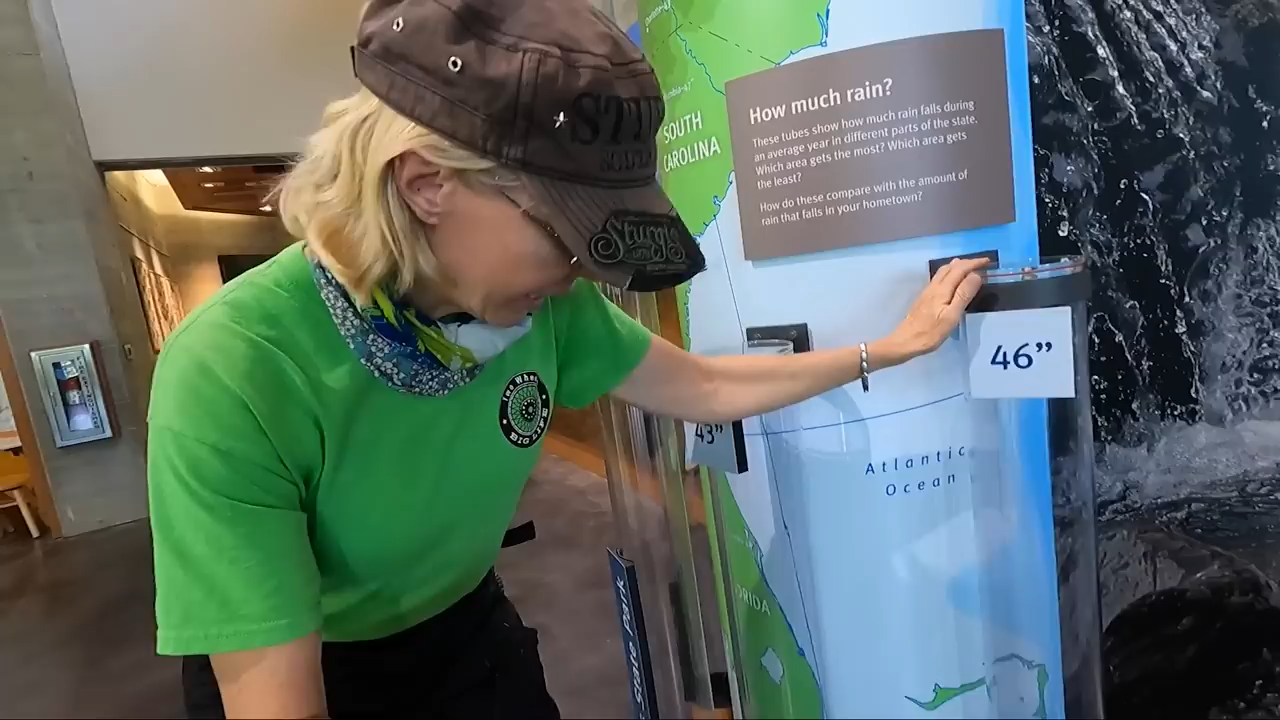 How much rain?
These tubes show how much rain falls during
an average year in different parts of the state.
Which area gets the most? Which area gets
the least?
How do these compare with the amount of
rain that falls in your hometown?
SOUTH
CAROLINA
46”
43”
Atlantic
Ocean
State Park
Sturgis
BIG LIFE